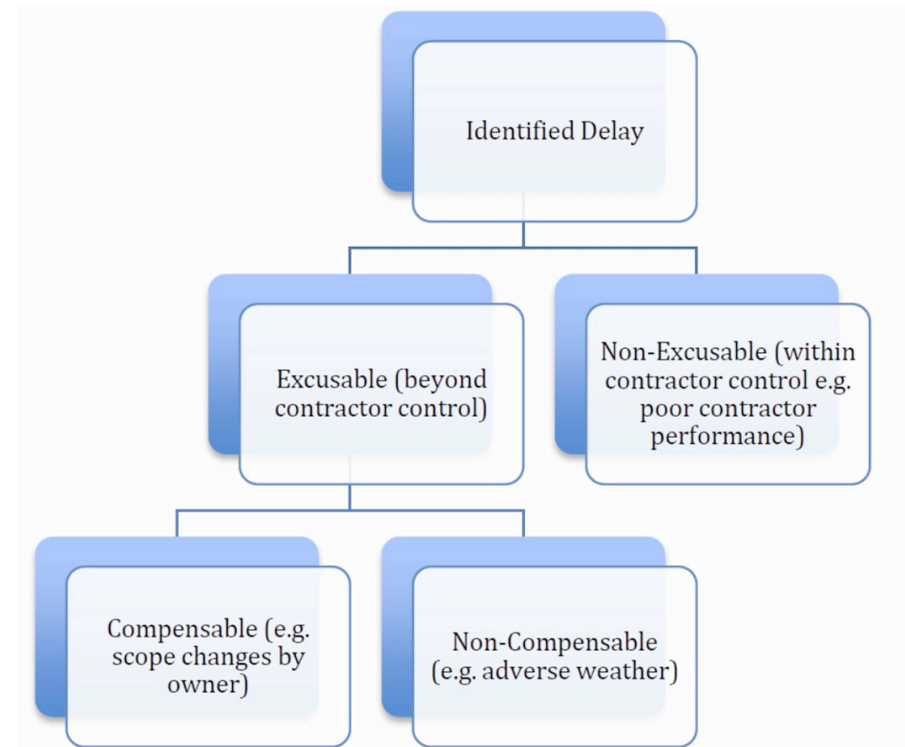 Identified Delay
Excusable (beyond
contractor control)
Non-Excusable (within
contractor control e.g.
poor contractor
performance)
Compensable (e.g.
scope changes by
owner)
Non-Compensable
(e.g. adverse weather)